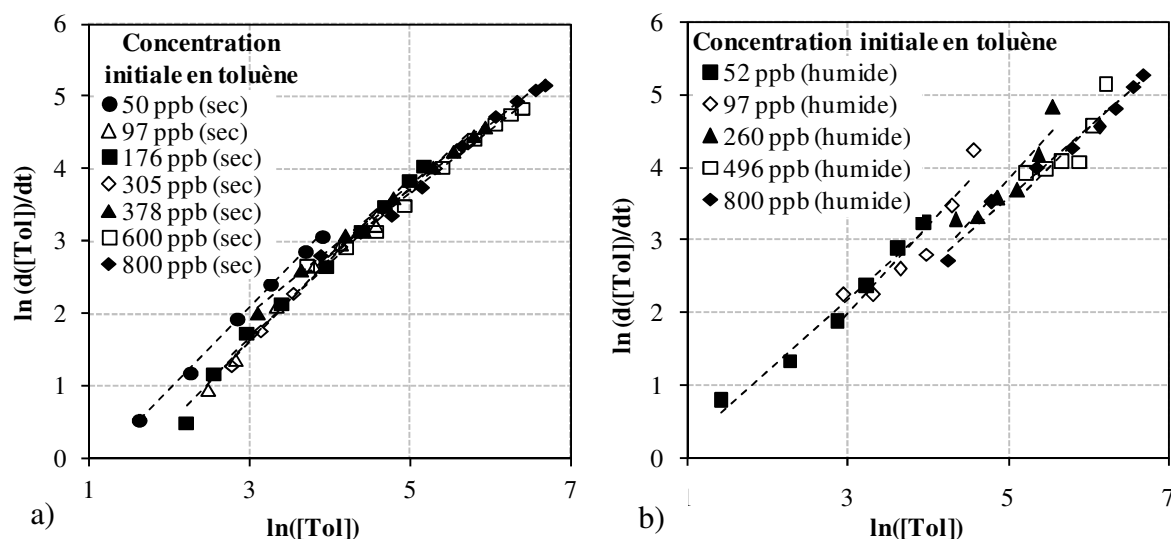 6
5
4
3
2
1
0
1
3
5
7
ln (d([Tol])/dt)
ln([Tol])
a)
Concentration
initiale en toluène
50 ppb (sec)
97 ppb (sec)
176 ppb (sec)
305 ppb (sec)
378 ppb (sec)
600 ppb (sec)
800 ppb (sec)
6
5
4
3
2
1
0
1
3
5
7
ln (d([Tol])/dt)
ln([Tol])
b)
Concentration initiale en toluène
52 ppb (humide)
97 ppb (humide)
260 ppb (humide)
496 ppb (humide)
800 ppb (humide)